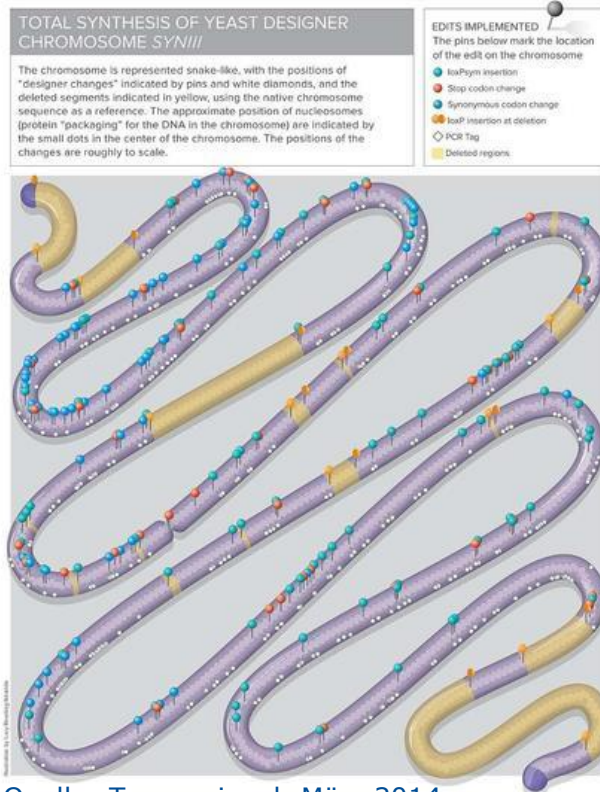 TOTAL SYNTHESIS OF YEAST DESIGNER
CHROMOSOME SYNIII
The chromosome is represented snake-like, with the positions of
"designer changes" indicated by pins and white diamonds, and the
deleted segments indicated in yellow, using the native chromosome
sequence as a reference. The approximate position of nucleosomes
(protein "packaging" for the DNA in the chromosome) are indicated by
the small dots in the center of the chromosome. The positions of the
changes are roughly to scale.
EDITS IMPLEMENTED
The pins below mark the location
of the edit on the chromosome
loxPsym insertion
Stop codon change
Synonymous codon change
loxP insertion at deletion
PCR Tag
Deleted regions